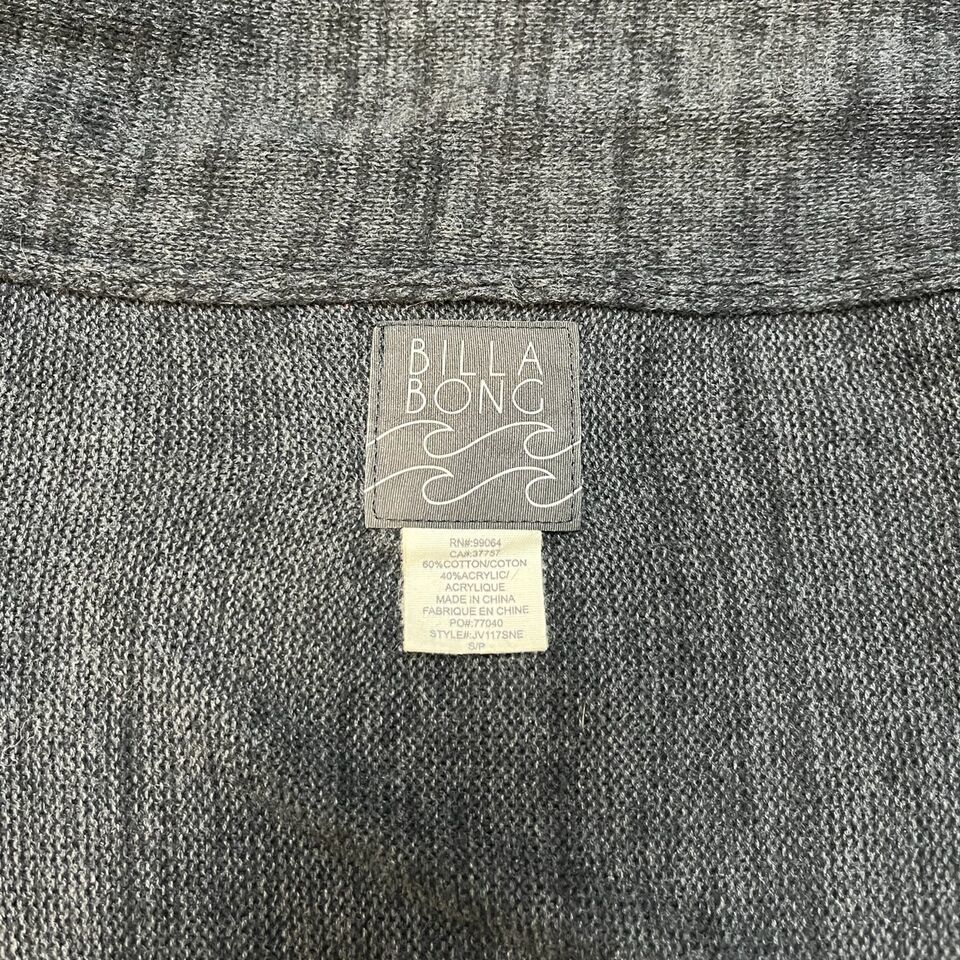 BILLA
BONG
RN#:99064
CA#:37757
60%COTTON/COTON
40%ACRYLIC/
ACRYLIQUE
MADE IN CHINA
FABRIQUE EN CHINE
PO#:77040
STYLE#:JV117SNE
S/P